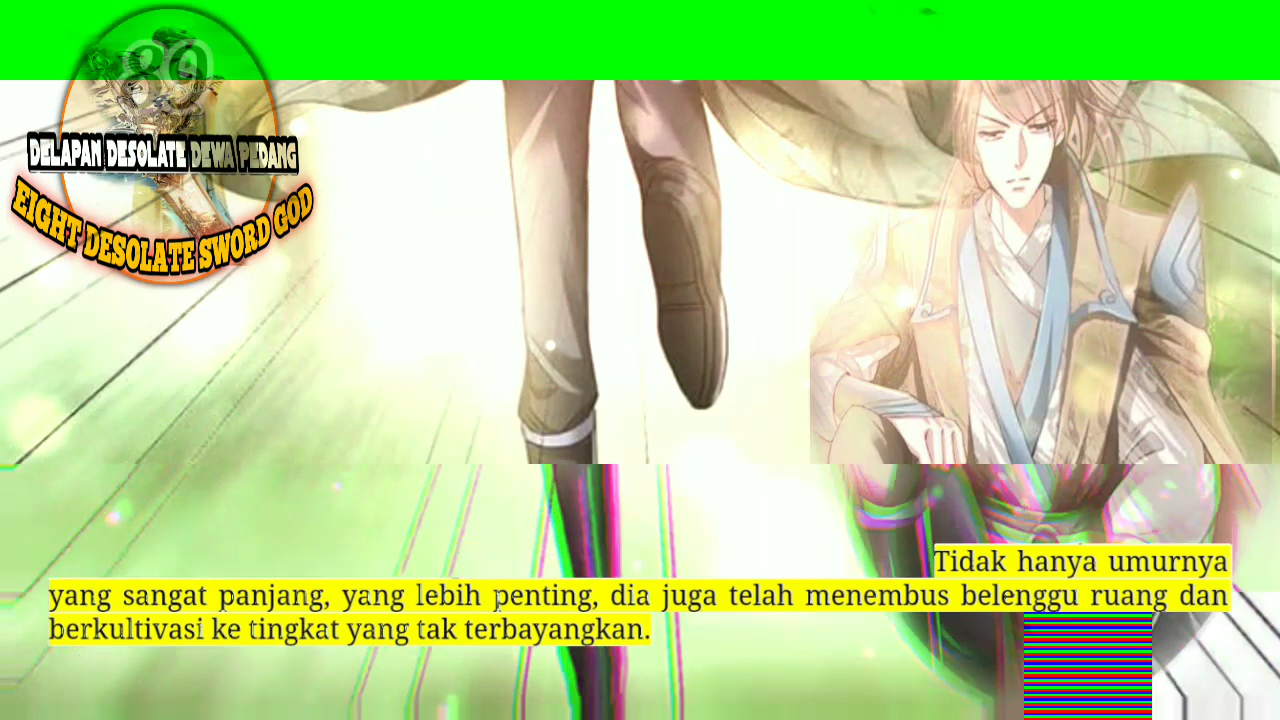 89
DELAPAN DESOLATE DEWA PEDANG
EIGHT DESOLATE SWORD GOD
Tidak hanya umurnya
yang sangat panjang, yang lebih penting, dia juga telah menembus belenggu ruang dan
berkultivasi ke tingkat yang tak terbayangkan.